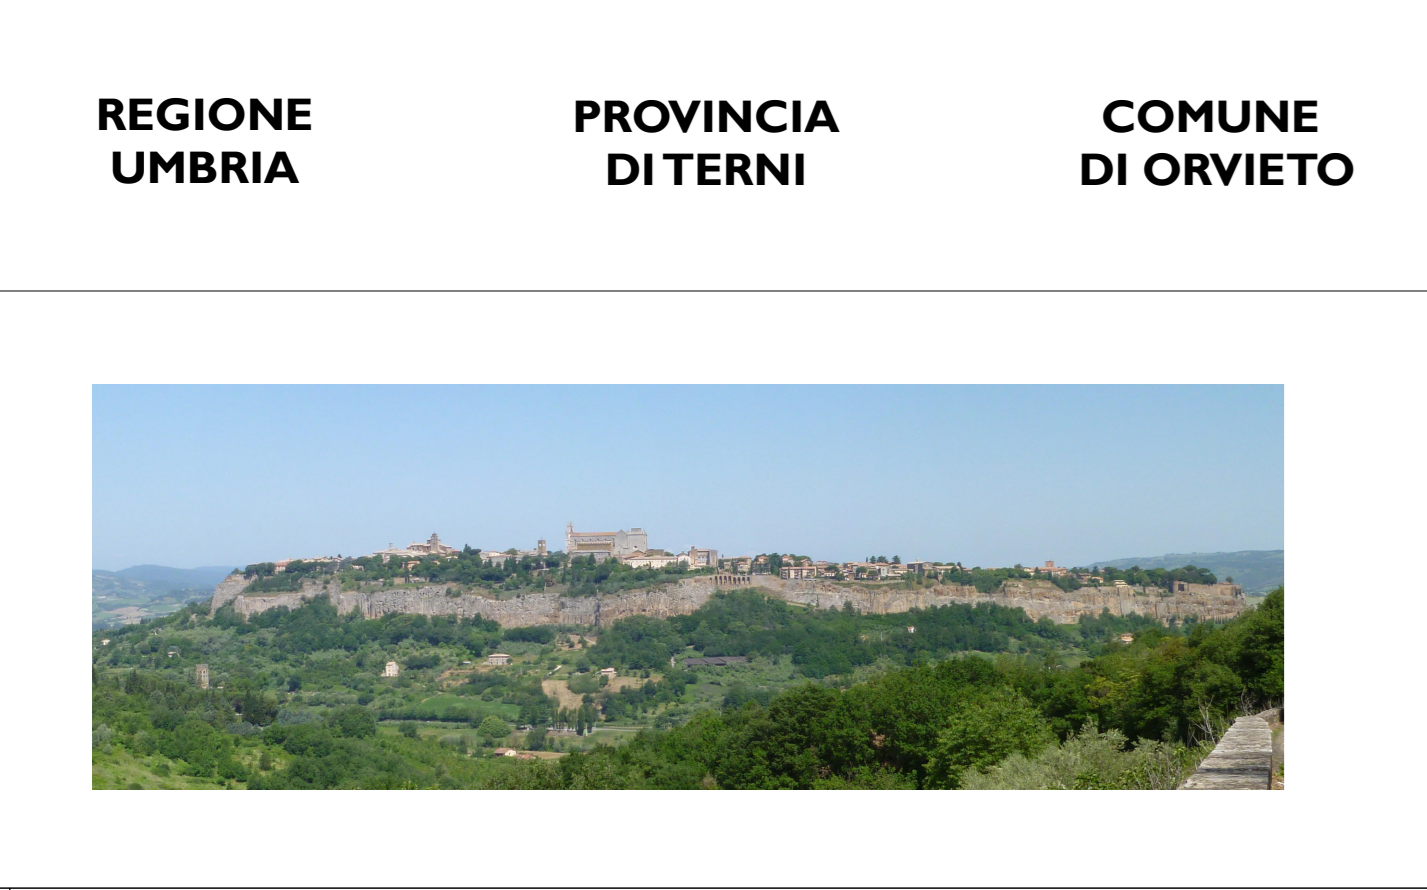 REGIONE
UMBRIA
PROVINCIA
DI TERNI
COMUNE
DI ORVIETO